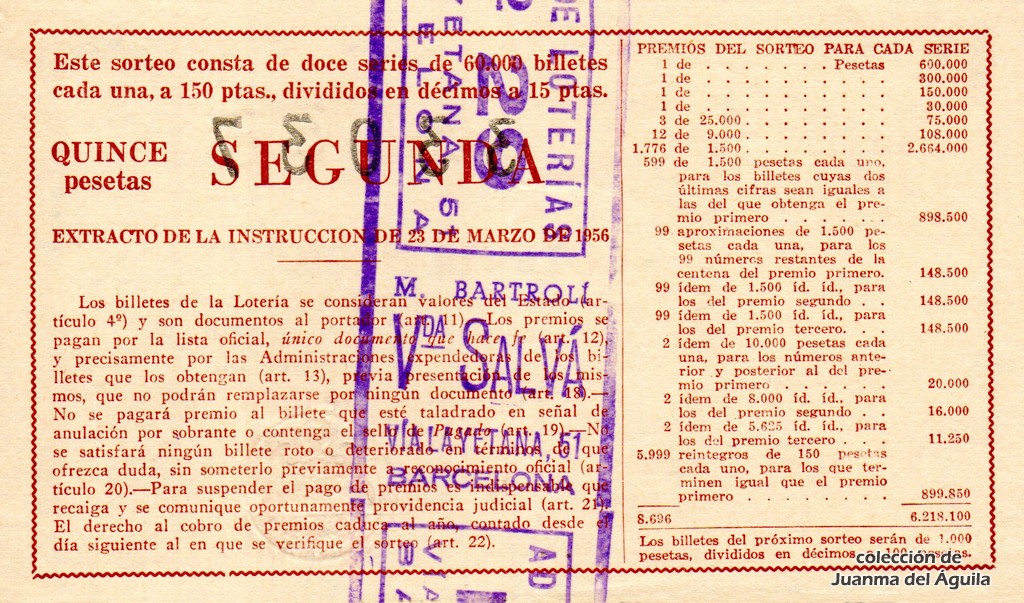 Este sorteo consta de doce series de 60.000 billetes
cada una, a 150 ptas., divididos en décimos a 15 ptas.
QUINCE
pesetas
SEGUNDA
EXTRACTO DE LA INSTRUCCION DE 23 DE MARZO DE 1956
Los billetes de la Lotería se consideran valores del Estado (ar-
tículo 4º) y son documentos al portador (art. 11). Los premios se
pagan por la lista oficial, único documento que hace fe (art. 12),
y precisamente por las Administraciones expendedoras de los bi-
lletes que los obtengan (art. 13), previa presentación de los mis-
mos, que no podrán remplazarse por ningún documento (art. 18).—
No se pagará premio al billete que esté taladrado en señal de
anulación por sobrante o contenga el sello de Pagado (art. 19).—No
se satisfará ningún billete roto o deteriorado en términos de que
ofrezca duda, sin someterlo previamente a reconocimiento oficial (ar-
tículo 20).—Para suspender el pago de premios es indispensable que
recaiga y se comunique oportunamente providencia judicial (art. 21).
El derecho al cobro de premios caduca al año, contado desde el
día siguiente al en que se verifique el sorteo (art. 22).
DE LOTERÍAS
28
YETANA 51
CELONA
M. BARTROLÍ
VDA SALVÁ
VIA LAYETANA, 51
BARCELONA
AD
VIA
BA
PREMIOS DEL SORTEO PARA CADA SERIE
1 de . . . . . . . . . Pesetas 600.000
1 de . . . . . . . . . . . 300.000
1 de . . . . . . . . . . . 150.000
1 de . . . . . . . . . . . 30.000
3 de 25.000 . . . . . . . . . 75.000
12 de 9.000 . . . . . . . . . 108.000
1.776 de 1.500 . . . . . . . . . 2.664.000
599 de 1.500 pesetas cada uno,
para los billetes cuyas dos
últimas cifras sean iguales a
las del que obtenga el pre-
mio primero . . . . . . . 898.500
99 aproximaciones de 1.500 pe-
setas cada una, para los
99 números restantes de la
centena del premio primero. 148.500
99 ídem de 1.500 íd. íd., para
los del premio segundo . . 148.500
99 ídem de 1.500 íd. íd., para
los del premio tercero. . . 148.500
2 ídem de 10.000 pesetas cada
una, para los números ante-
rior y posterior al del pre-
mio primero . . . . . . . 20.000
2 ídem de 8.000 íd. íd., para
los del premio segundo . . 16.000
2 ídem de 5.625 íd. íd., para
los del premio tercero . . . 11.250
5.999 reintegros de 150 pesetas
cada uno, para los que ter-
minen igual que el premio
primero . . . . . . . . . 899.850
8.696 6.218.100
Los billetes del próximo sorteo serán de 1.000
pesetas, divididos en décimos a 100 pesetas.
colección de
Juanma del Águila